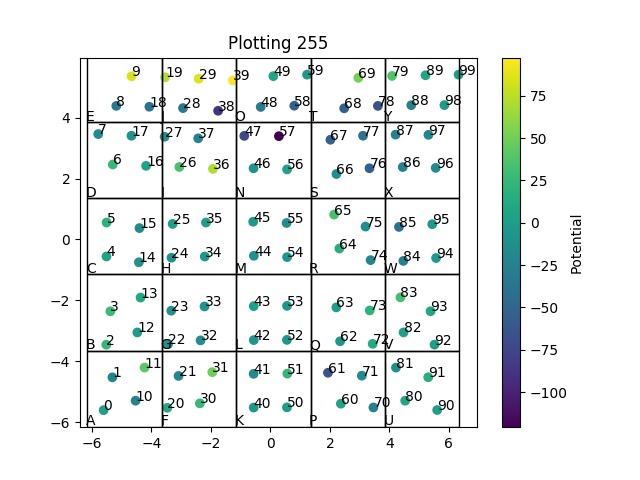 Plotting 255
9 19 29 39 49 59 69 79 89 99
8 18 28 38 48 58 68 78 88 98
E I O T Y
4
7 17 27 37 47 57 67 77 87 97
6 16 26 36 46 56 66 76 86 96
D I N S X
2
5 15 25 35 45 55 65 75 85 95
0
4 14 24 34 44 54 64 74 84 94
C H M R W
−2
3 13 23 33 43 53 63 73 83 93
2 12 22 32 42 52 62 72 82 92
B G L Q V
−4
1 11 21 31 41 51 61 71 81 91
0 10 20 30 40 50 60 70 80 90
A F K P U
−6
−6 −4 −2 0 2 4 6
75
50
25
0
−25
−50
−75
−100
Potential